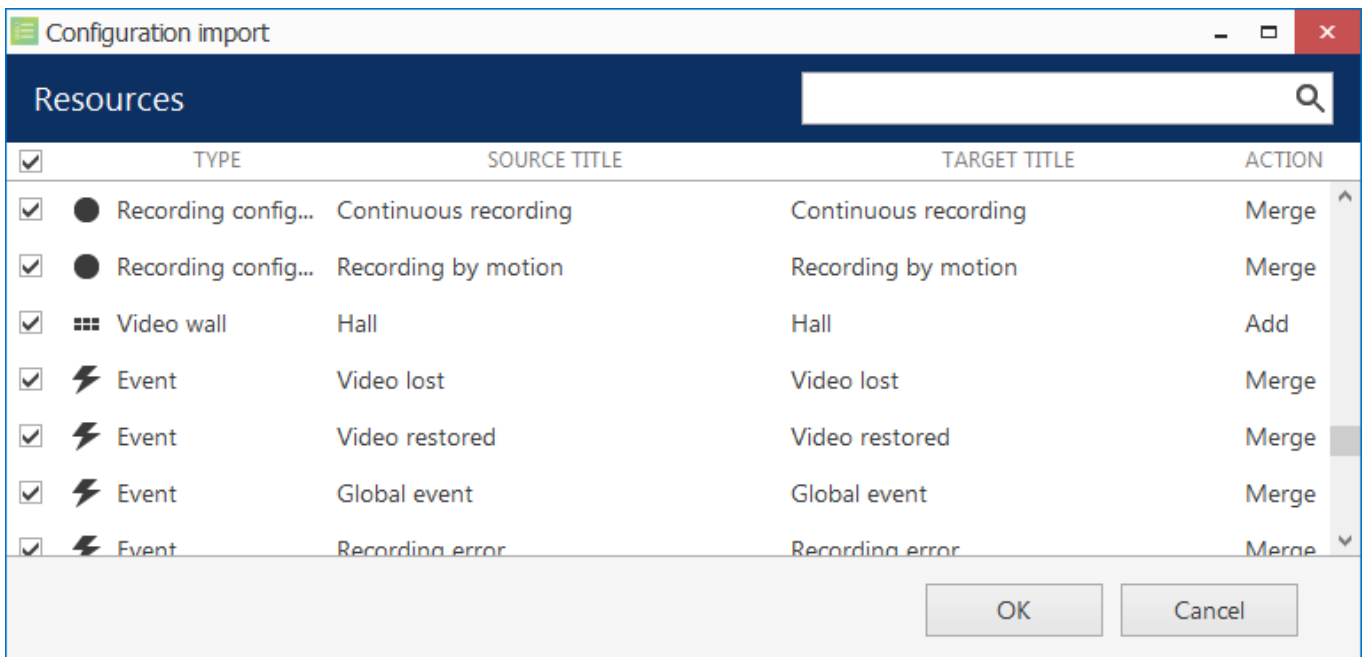 Configuration import
Resources
TYPE SOURCE TITLE TARGET TITLE ACTION
Recording config... Continuous recording Continuous recording Merge
Recording config... Recording by motion Recording by motion Merge
Video wall Hall Hall Add
Event Video lost Video lost Merge
Event Video restored Video restored Merge
Event Global event Global event Merge
Event Recording error Recording error Merge
OK Cancel